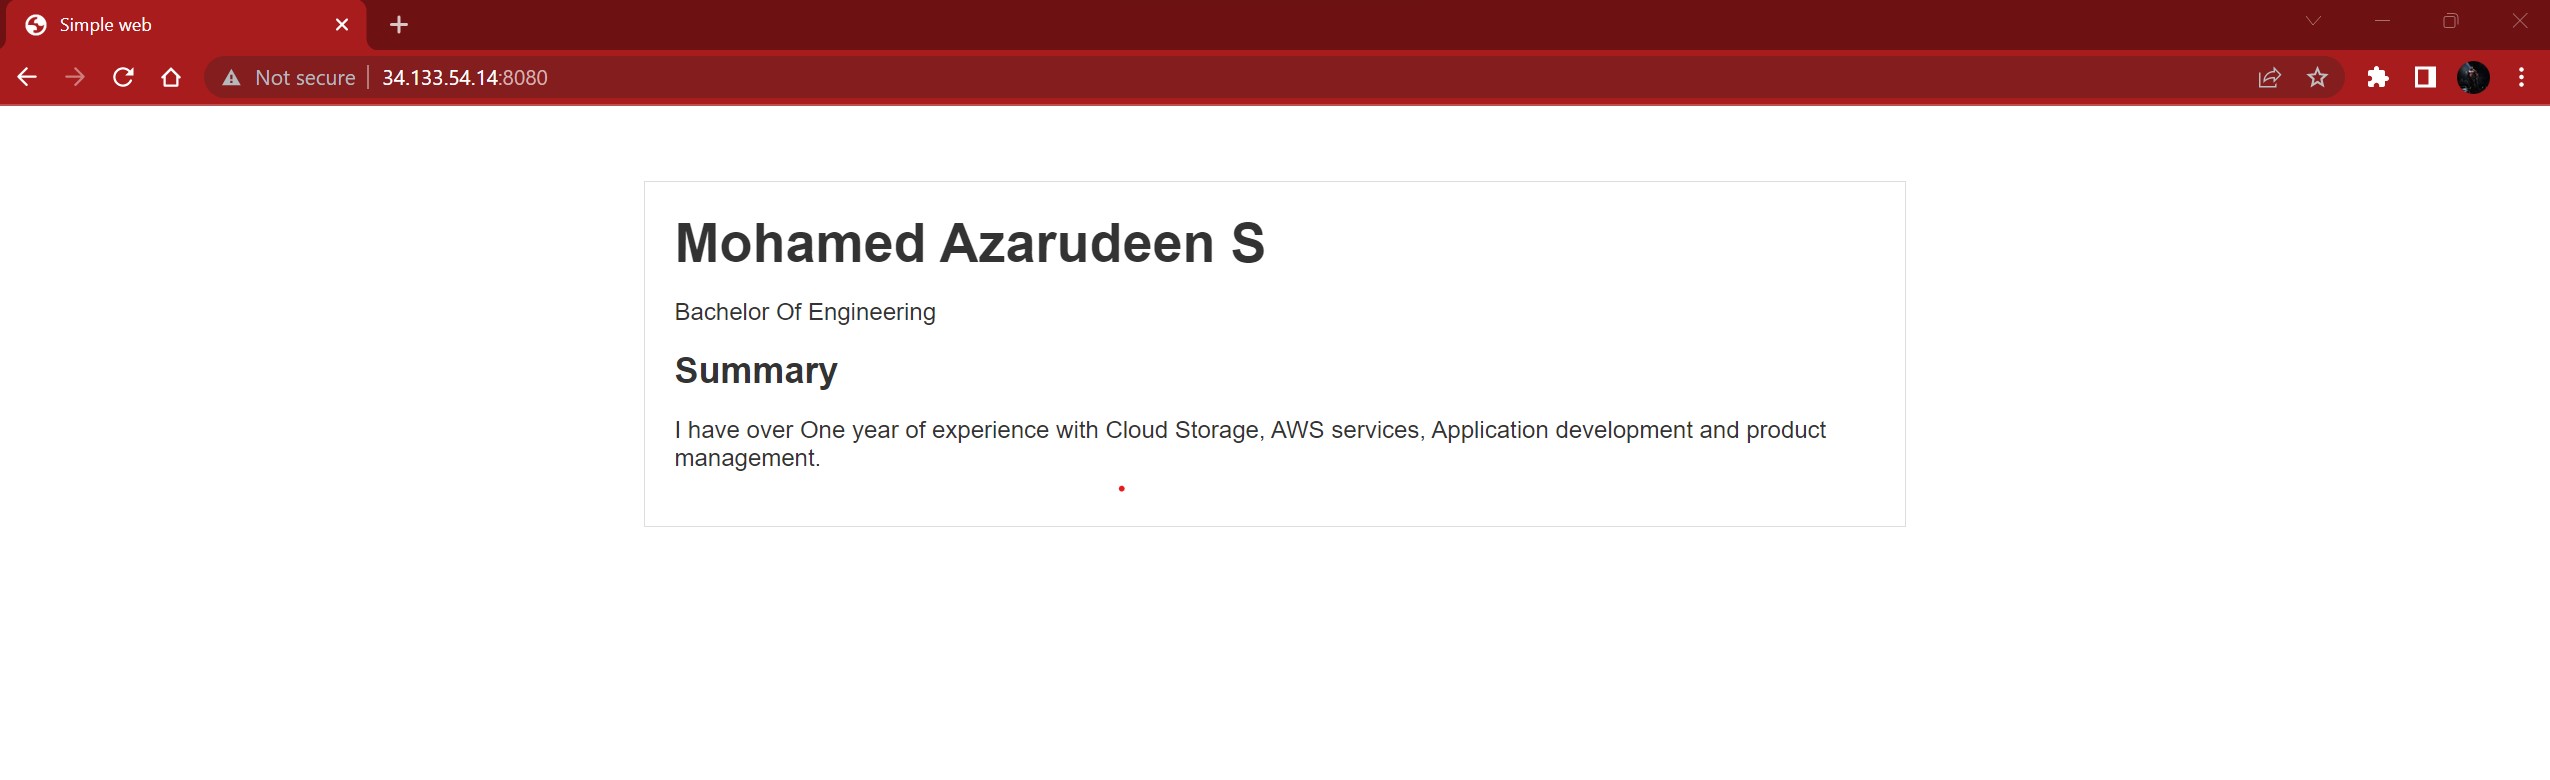 Simple web
Not secure 34.133.54.14:8080
Mohamed Azarudeen S
Bachelor Of Engineering
Summary
I have over One year of experience with Cloud Storage, AWS services, Application development and product
management.